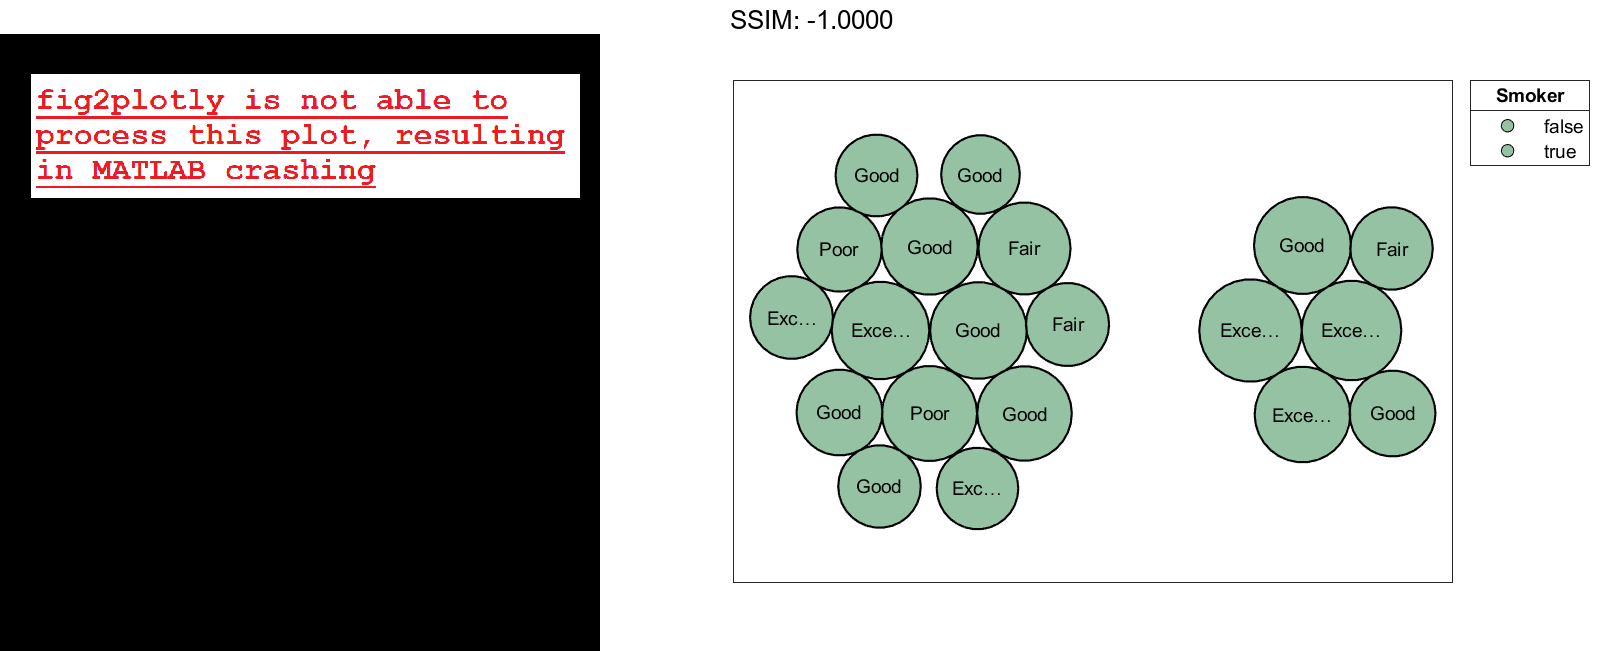 SSIM: -1.0000
fig2plotly is not able to
process this plot, resulting
in MATLAB crashing
Smoker
false
true
Good
Good
Poor
Good
Fair
Exc...
Exce...
Good
Fair
Good
Poor
Good
Good
Exc...
Good
Fair
Exce...
Exce...
Exce...
Good